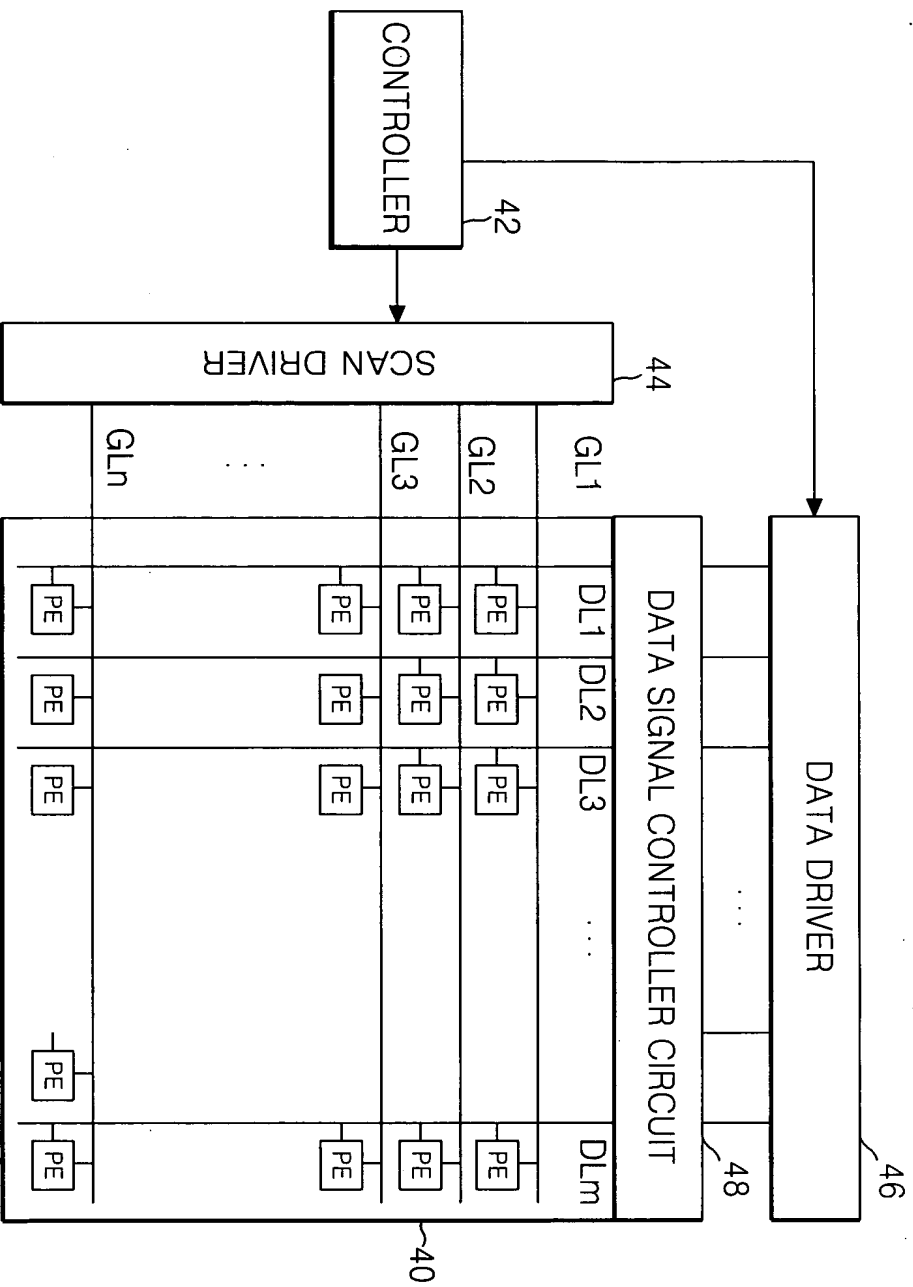 46
DATA DRIVER
...
48
DATA SIGNAL CONTROLLER CIRCUIT
44
DL1 DL2 DL3 ... DLm
GL1
42
PE PE PE PE
GL2
CONTROLLER
SCAN DRIVER
PE PE PE PE
40
GL3
PE PE PE PE
...
GLn
PE PE PE PE PE